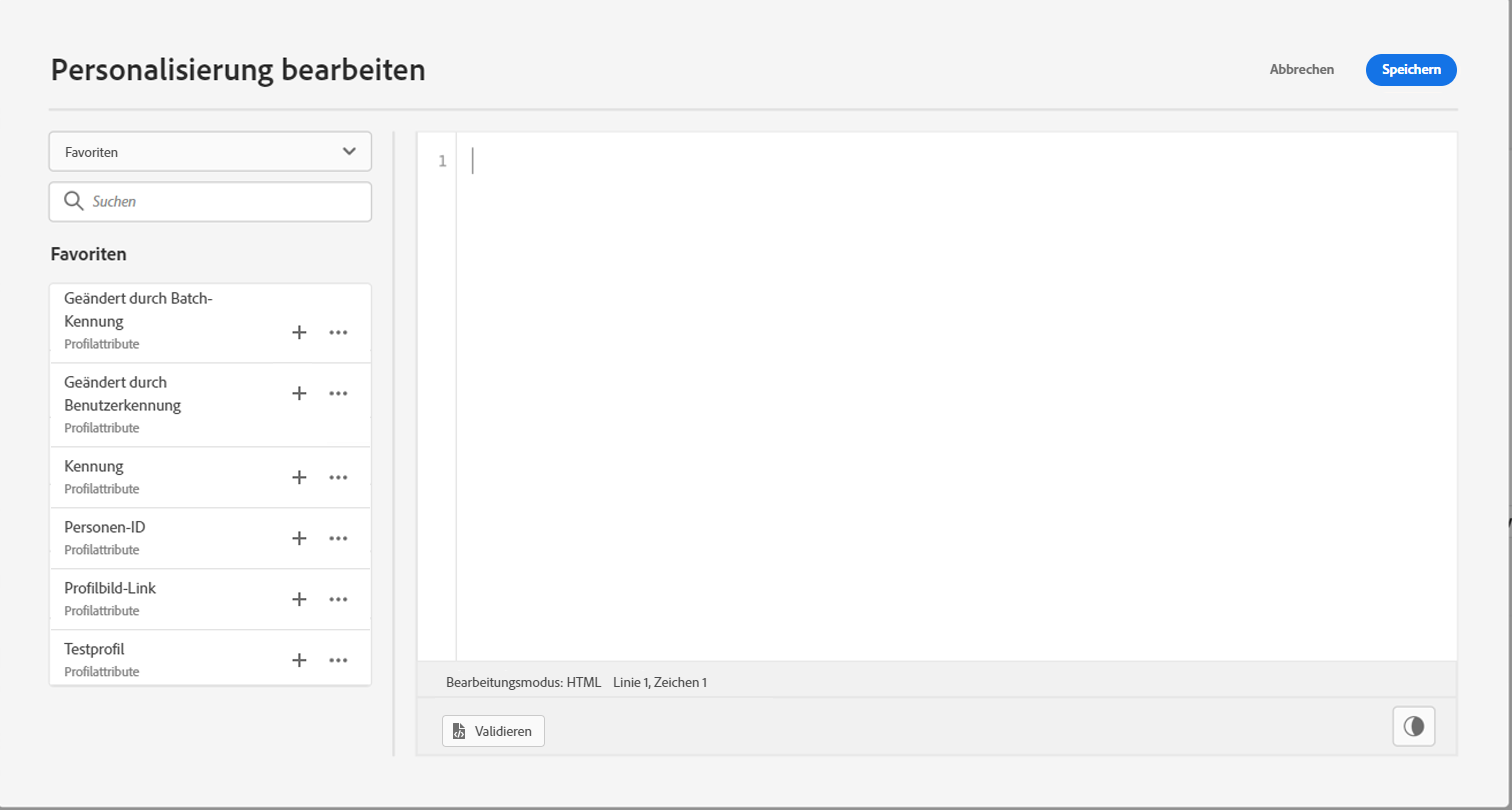 Personalisierung bearbeiten
Abbrechen
Speichern
Favoriten
Suchen
Favoriten
Geändert durch Batch-
Kennung
Profilattribute
Geändert durch
Benutzerkennung
Profilattribute
Kennung
Profilattribute
Personen-ID
Profilattribute
Profilbild-Link
Profilattribute
Testprofil
Profilattribute
1
Bearbeitungsmodus: HTML Linie 1, Zeichen 1
Validieren